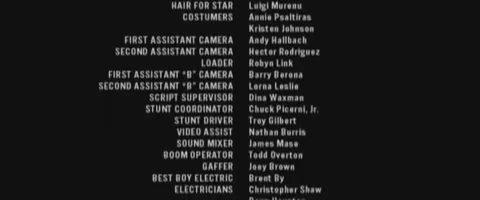 HAIR FOR STAR Luigi Murenu
COSTUMERS Annie Psaltiras
Kristen Johnson
FIRST ASSISTANT CAMERA Andy Hallbach
SECOND ASSISTANT CAMERA Hector Rodriguez
LOADER Robyn Link
FIRST ASSISTANT "B" CAMERA Barry Berona
SECOND ASSISTANT "B" CAMERA Lorna Leslie
SCRIPT SUPERVISOR Dina Waxman
STUNT COORDINATOR Chuck Picerni, Jr.
STUNT DRIVER Troy Gilbert
VIDEO ASSIST Nathan Burris
SOUND MIXER James Mase
BOOM OPERATOR Todd Overton
GAFFER Joey Brown
BEST BOY ELECTRIC Brent By
ELECTRICIANS Christopher Shaw